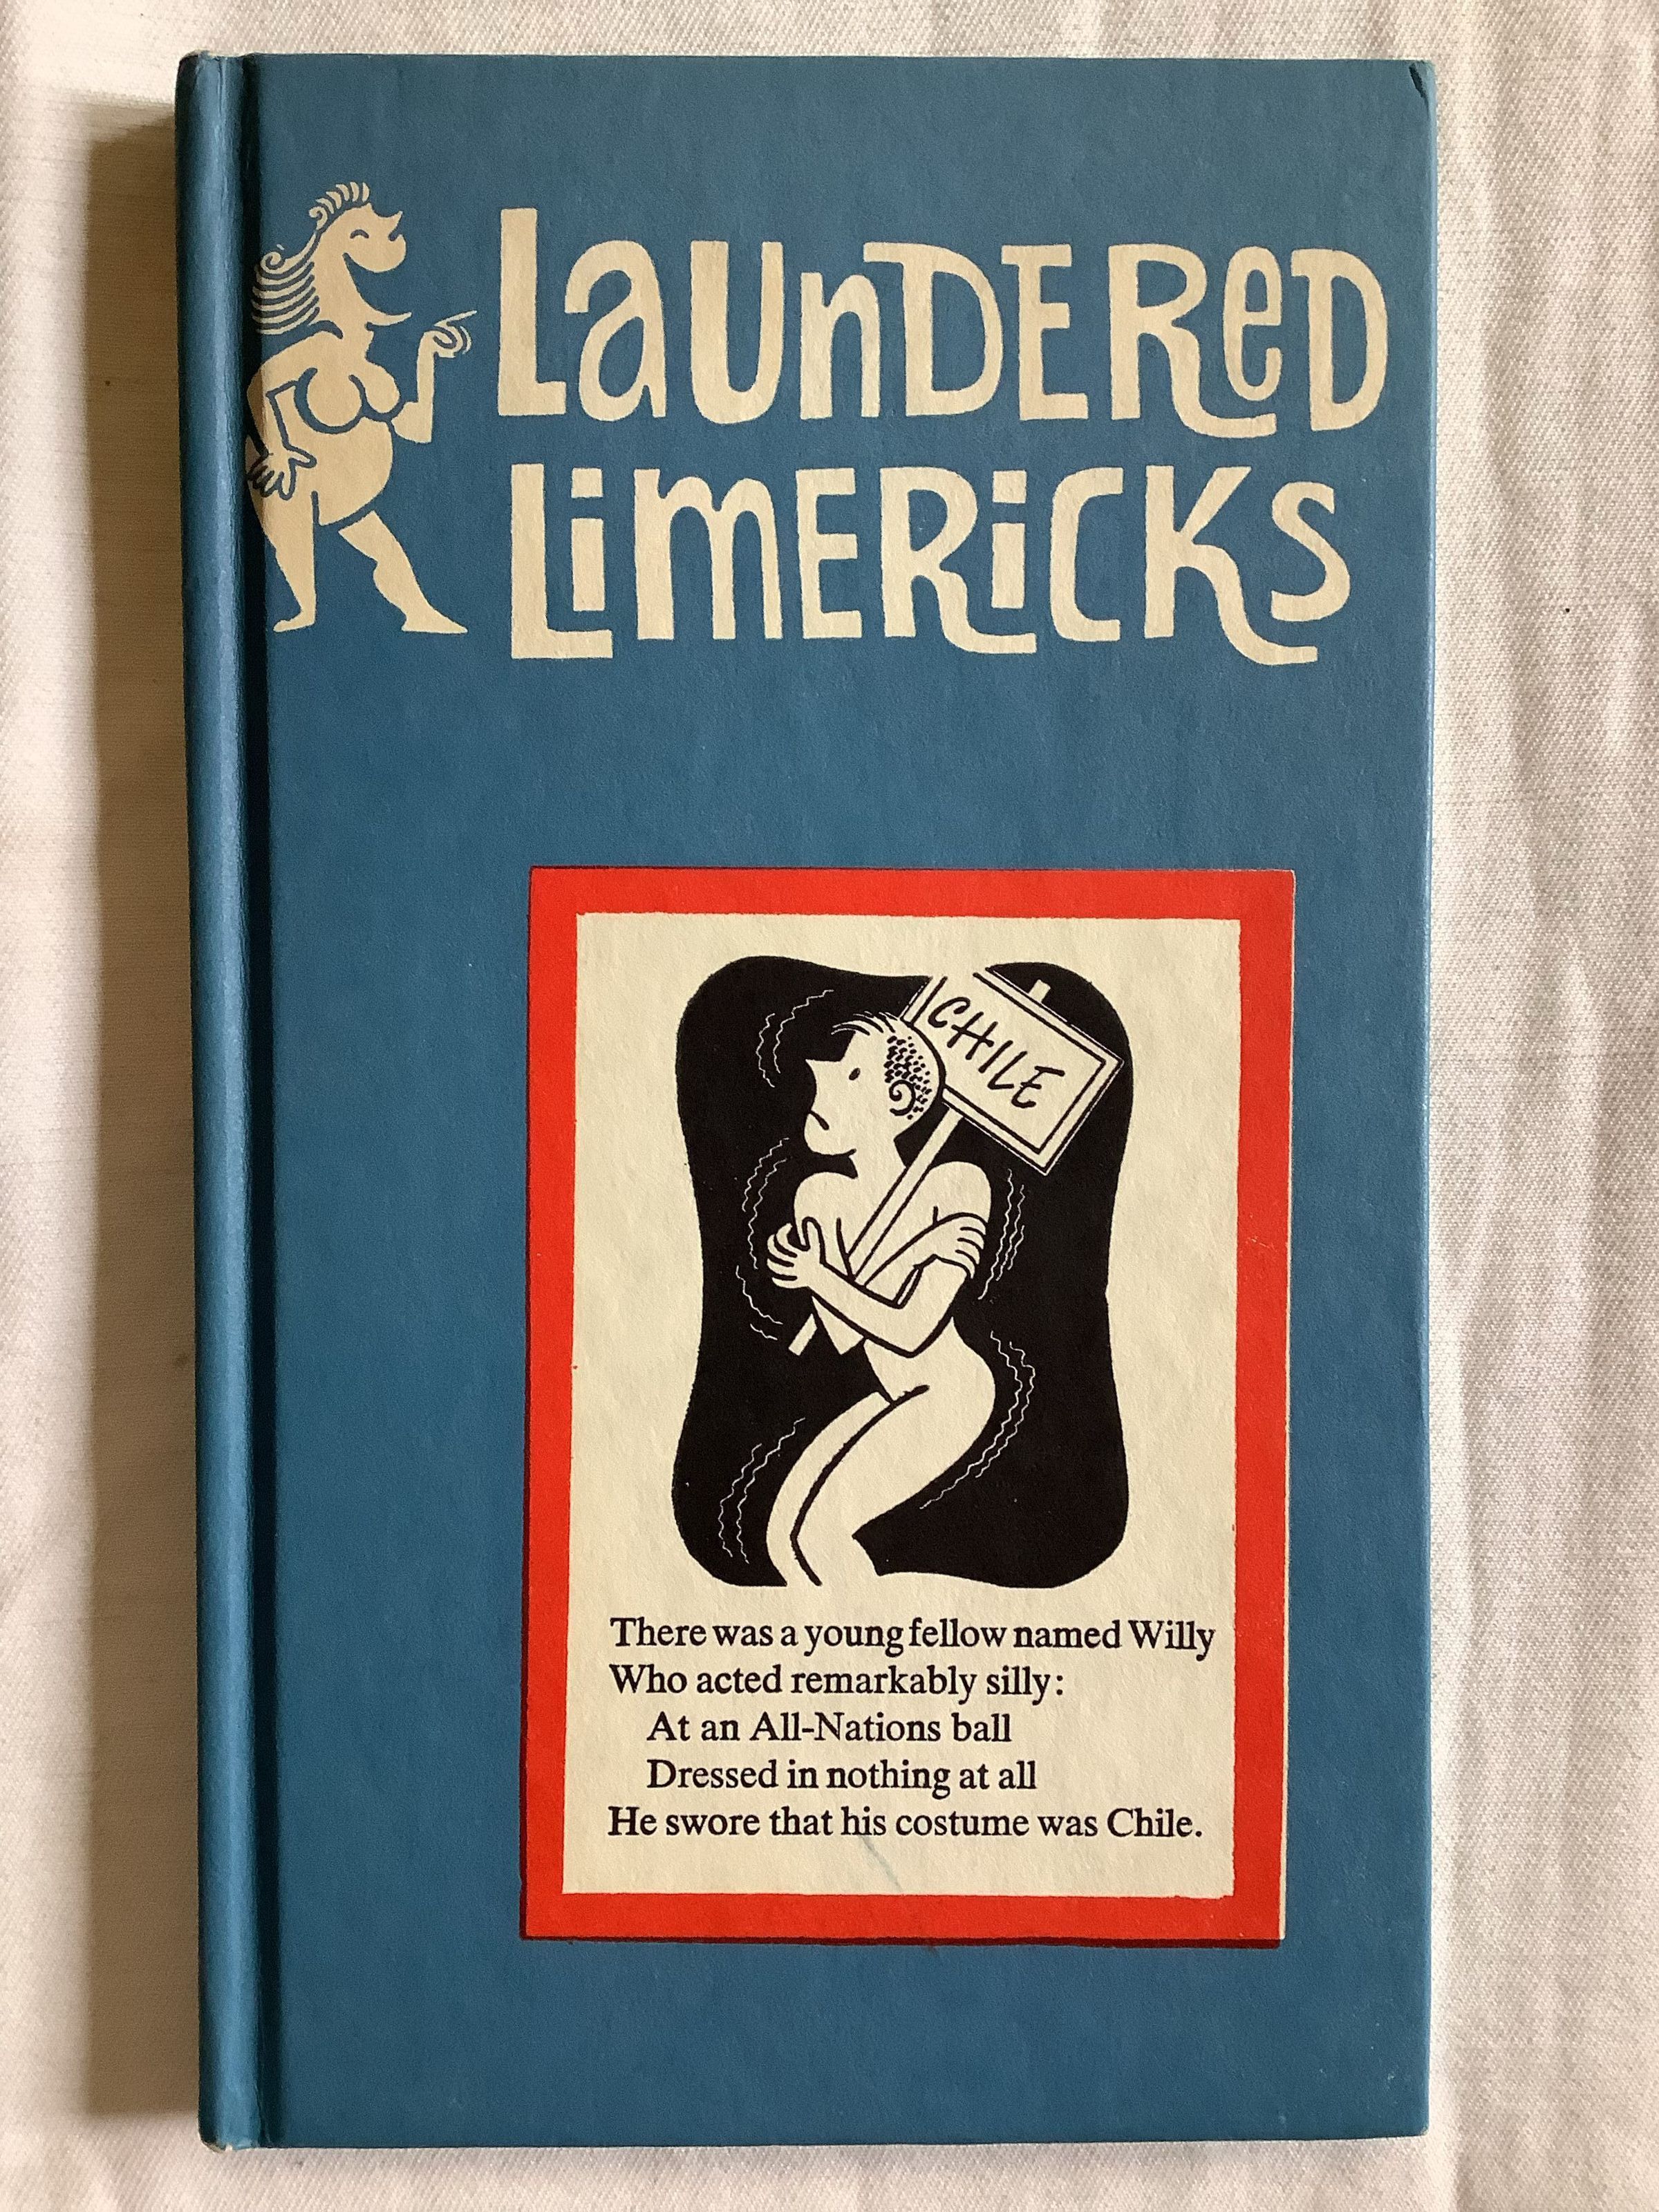 LaUnDERed
LiMERiCKS
CHILE
There was a young fellow named Willy
Who acted remarkably silly:
At an All-Nations ball
Dressed in nothing at all
He swore that his costume was Chile.